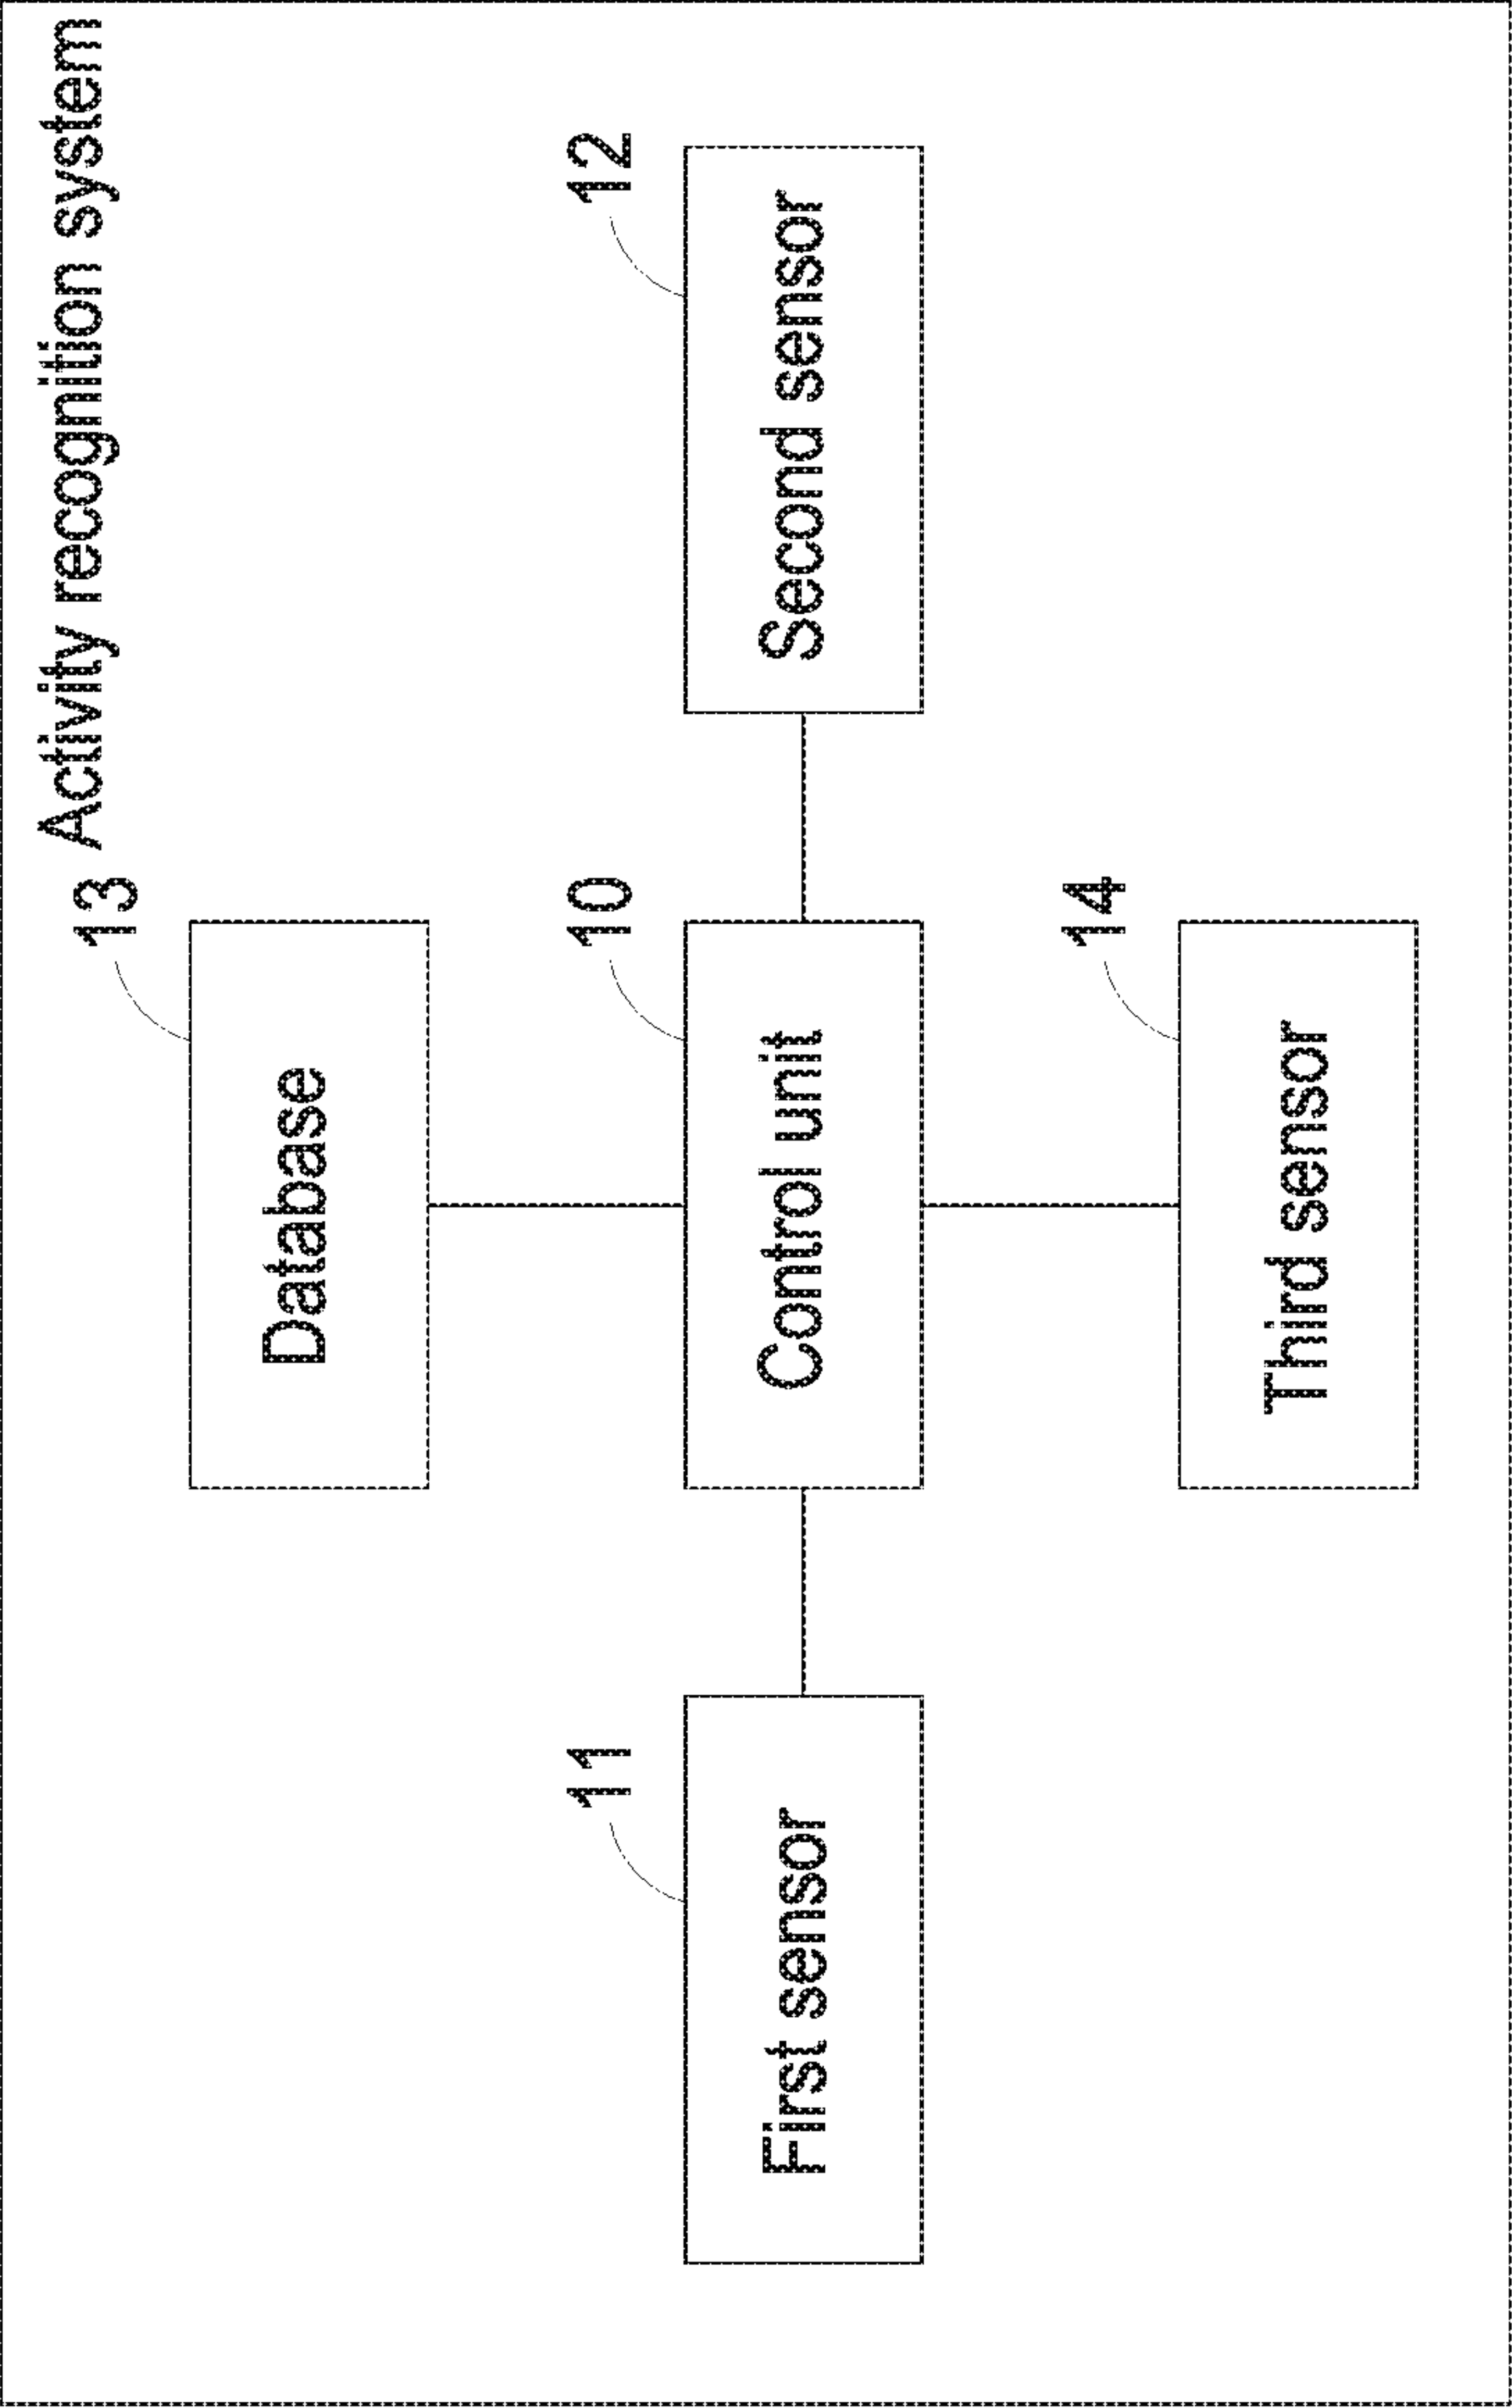 Activity recognition system
13
Database
11
10
12
First sensor
Control unit
Second sensor
14
Third sensor